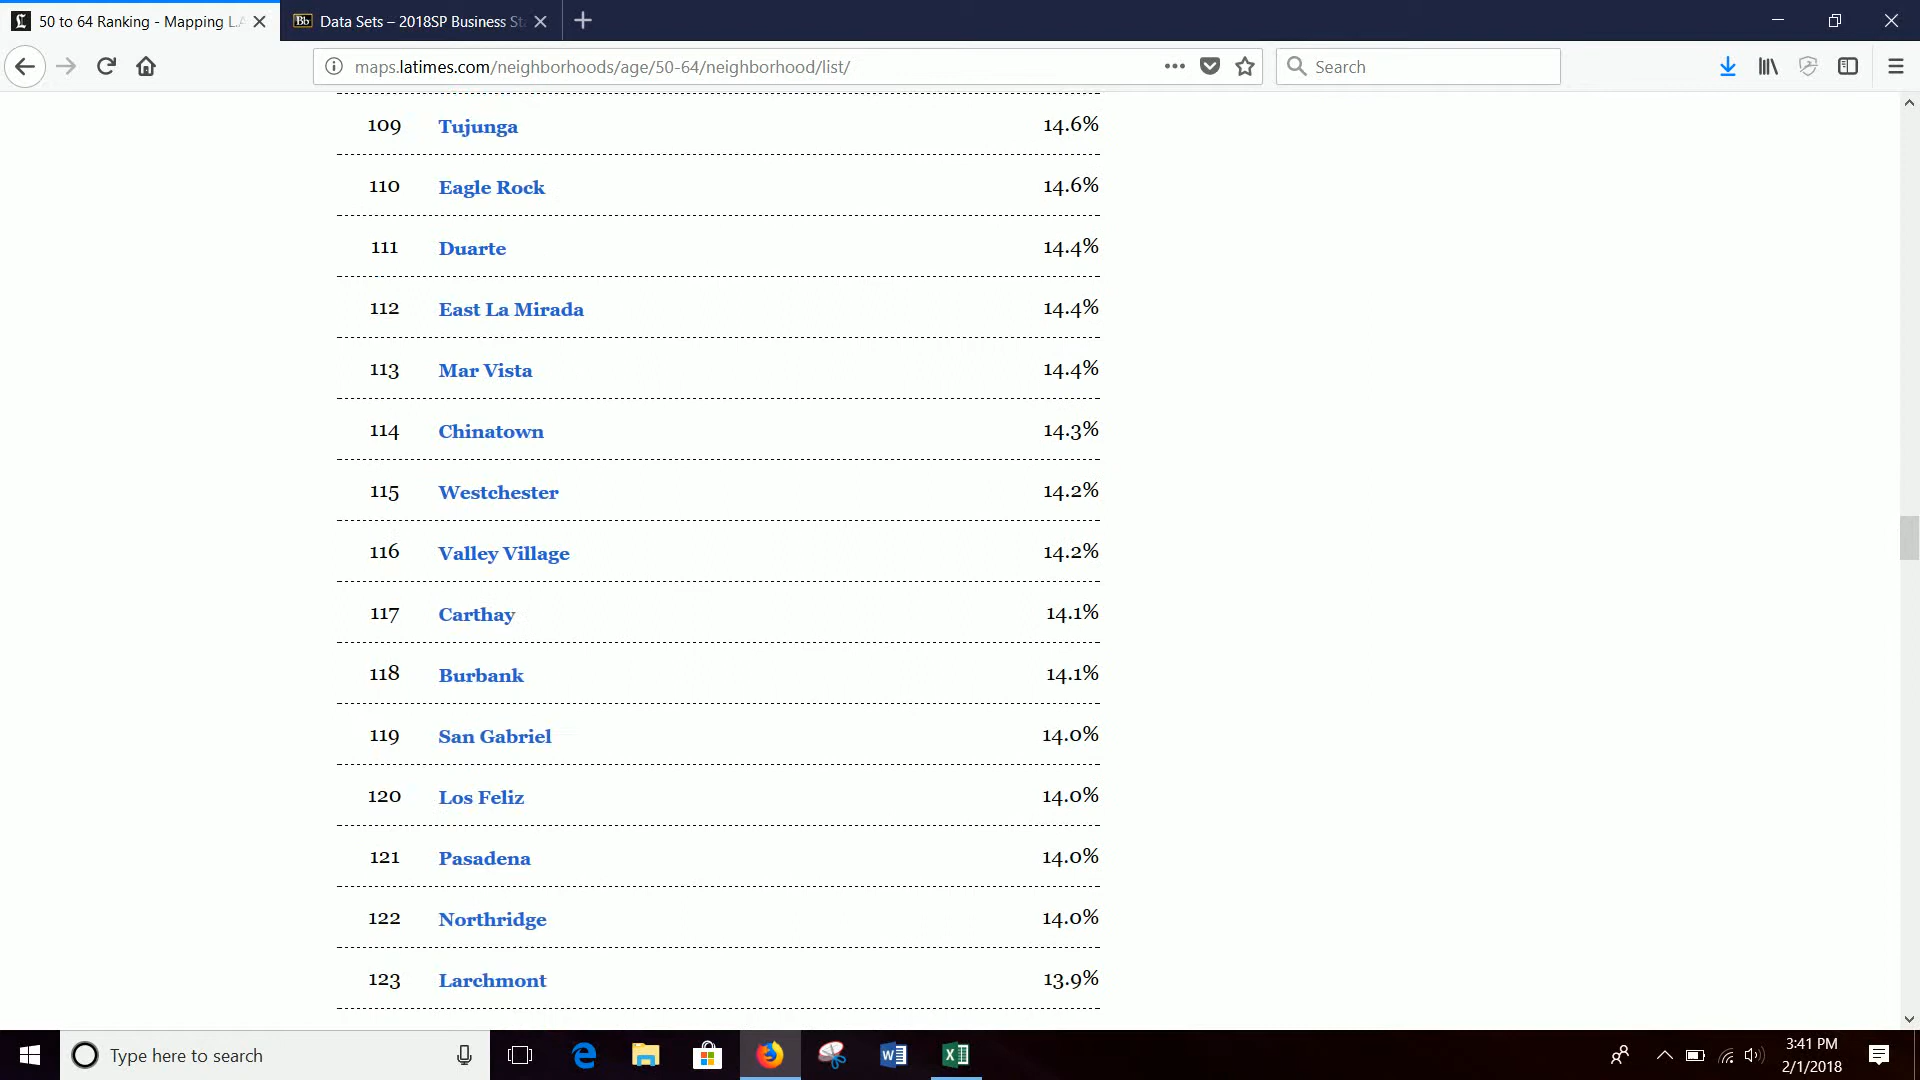 50 to 64 Ranking - Mapping L.A.
Data Sets – 2018SP Business Sta
maps.latimes.com/neighborhoods/age/50-64/neighborhood/list/
Search
109 Tujunga 14.6%
110 Eagle Rock 14.6%
111 Duarte 14.4%
112 East La Mirada 14.4%
113 Mar Vista 14.4%
114 Chinatown 14.3%
115 Westchester 14.2%
116 Valley Village 14.2%
117 Carthay 14.1%
118 Burbank 14.1%
119 San Gabriel 14.0%
120 Los Feliz 14.0%
121 Pasadena 14.0%
122 Northridge 14.0%
123 Larchmont 13.9%
Type here to search
3:41 PM
2/1/2018